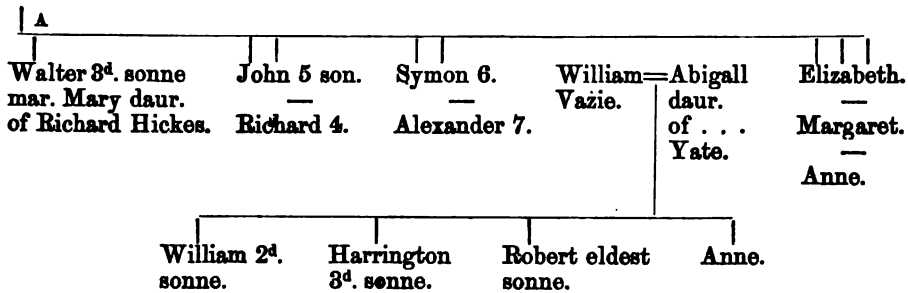 A
Walter 3ᵈ. sonne
mar. Mary daur.
of Richard Hickes.
John 5 son.
—
Richard 4.
Symon 6.
—
Alexander 7.
William=Abigall
Važie.
daur.
of . . .
Yate.
Elizabeth.
—
Margaret.
—
Anne.
William 2ᵈ.
sonne.
Harrington
3ᵈ. sonne.
Robert eldest
sonne.
Anne.